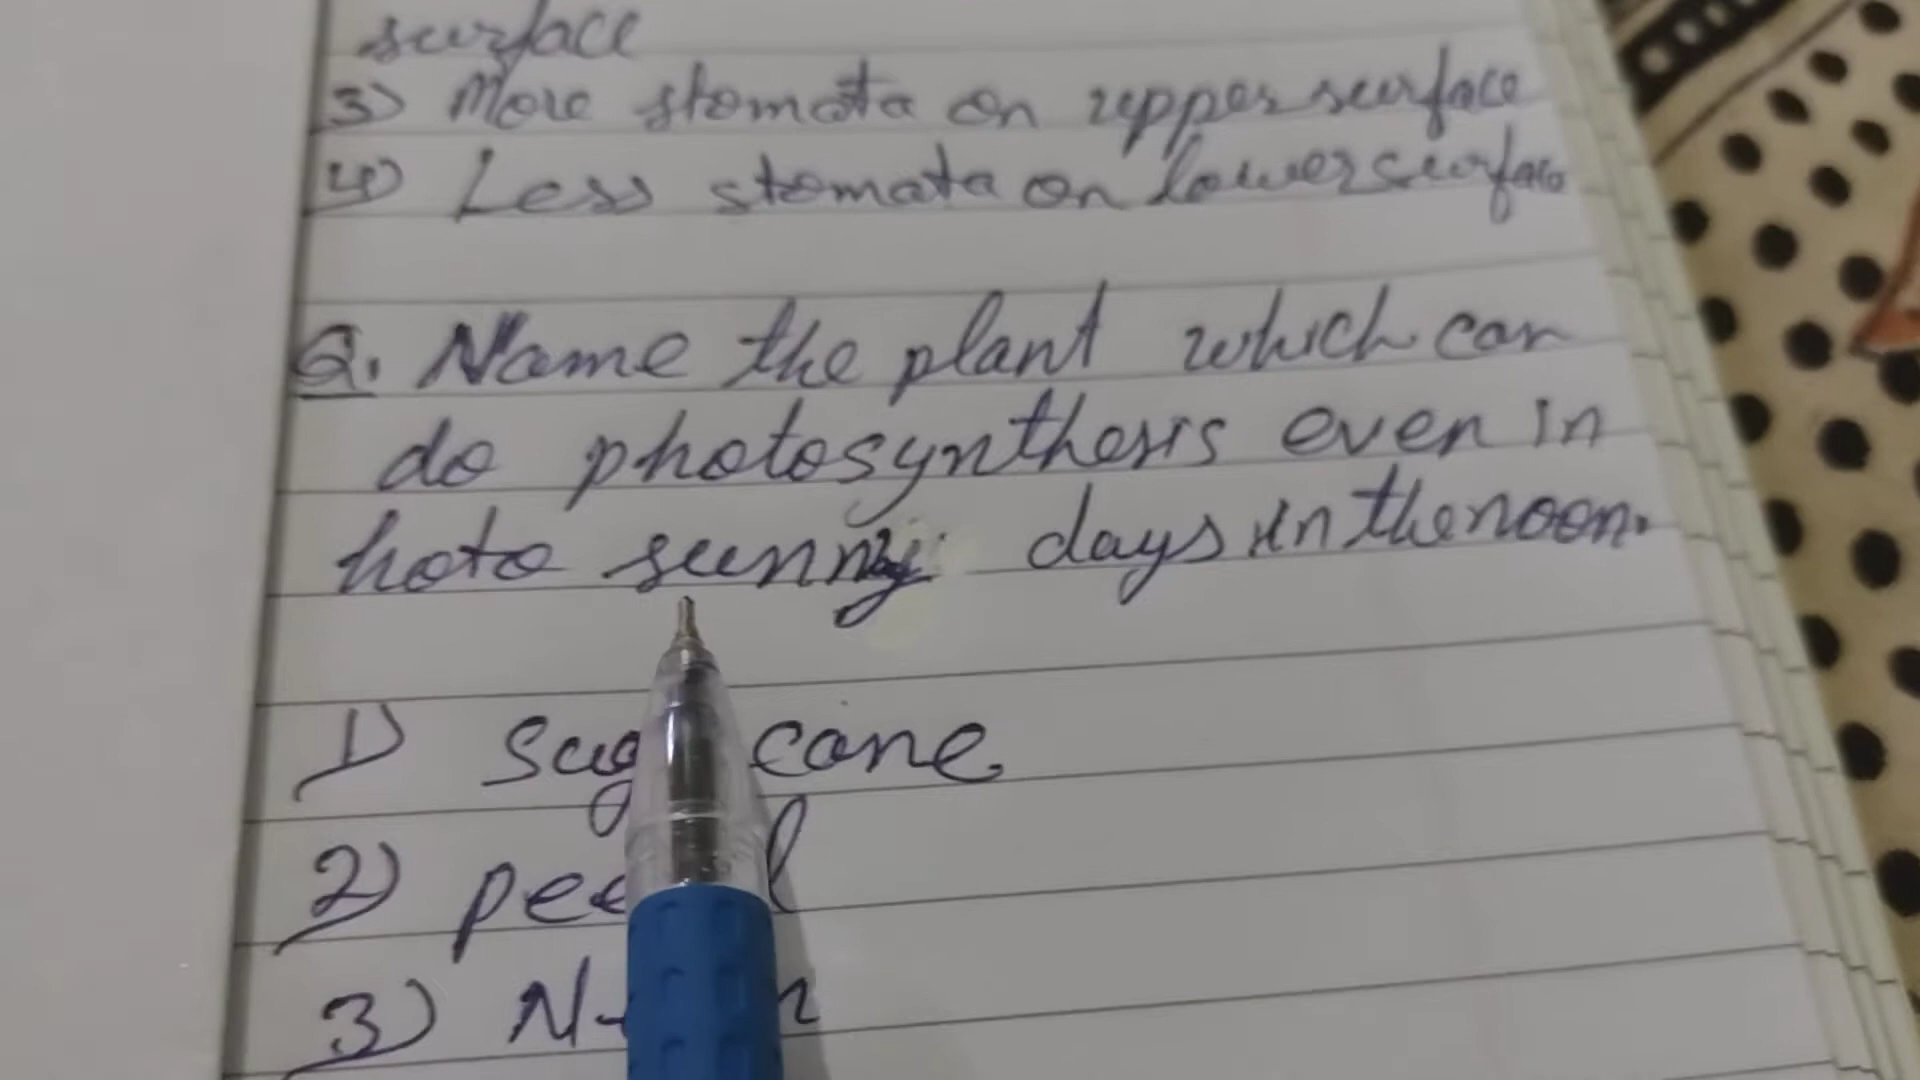 surface
3) More stomata on upper surface
4) Less stomata on lower surface
Q. Name the plant which can
do photosynthesis even in
hoto sunny days in the noon.
1) cane
2)
3)